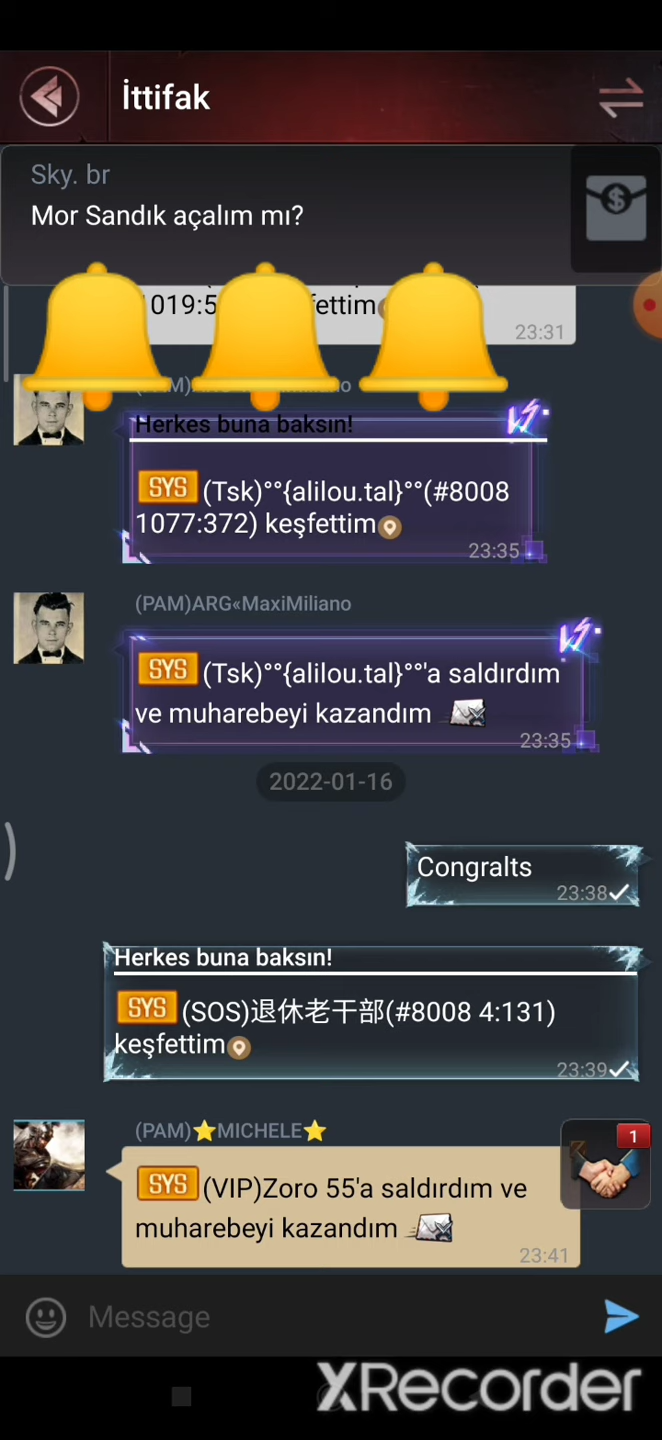 İttifak
Sky. br
Mor Sandık açalım mı?
1019:5
fettim
23:31
Herkes buna baksın!
SYS (Tsk)°°{alilou.tal}°°(#8008
1077:372) keşfettim
23:35
(PAM)ARG«MaxiMiliano
SYS (Tsk)°°{alilou.tal}°°'a saldırdım
ve muharebeyi kazandım
23:35
2022-01-16
Congralts
23:38
Herkes buna baksın!
SYS (SOS)退休老干部(#8008 4:131)
keşfettim
23:39
(PAM)⭐MICHELE⭐
1
SYS (VIP)Zoro 55'a saldırdım ve
muharebeyi kazandım
23:41
Message
XRecorder